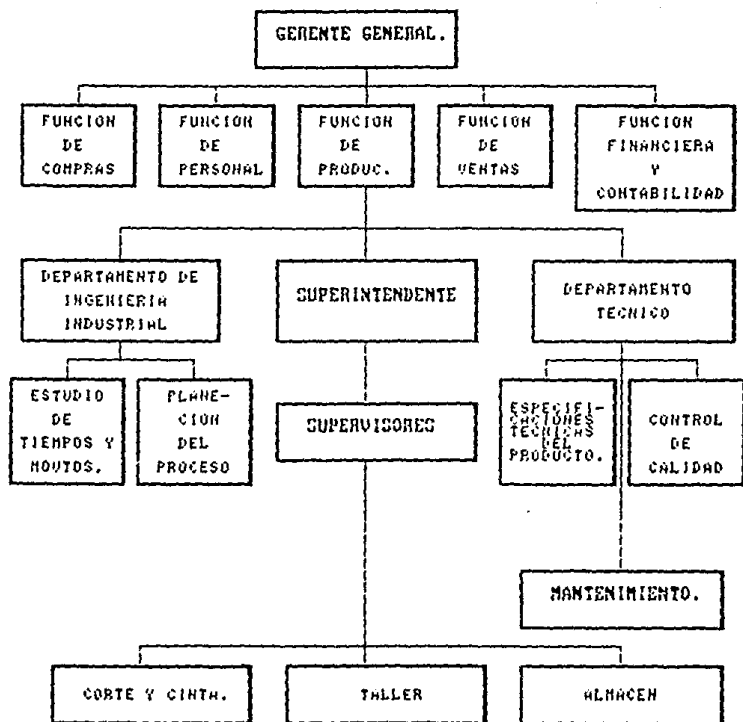 GERENTE GENERAL.
FUNCION
DE
COMPRAS
FUNCION
DE
PERSONAL
FUNCION
DE
PRODUC.
FUNCION
DE
VENTAS
FUNCION
FINANCIERA
Y
CONTABILIDAD
DEPARTAMENTO DE
INGENIERIA
INDUSTRIAL
SUPERINTENDENTE
DEPARTAMENTO
TECNICO
ESTUDIO
DE
TIEMPOS Y
MOVTOS.
PLANE-
CION
DEL
PROCESO
SUPERVISORES
ESPECIFI-
CACIONES
TECNICAS
DEL
PRODUCTO.
CONTROL
DE
CALIDAD
MANTENIMIENTO.
CORTE Y CINTA.
TALLER
ALMACEN